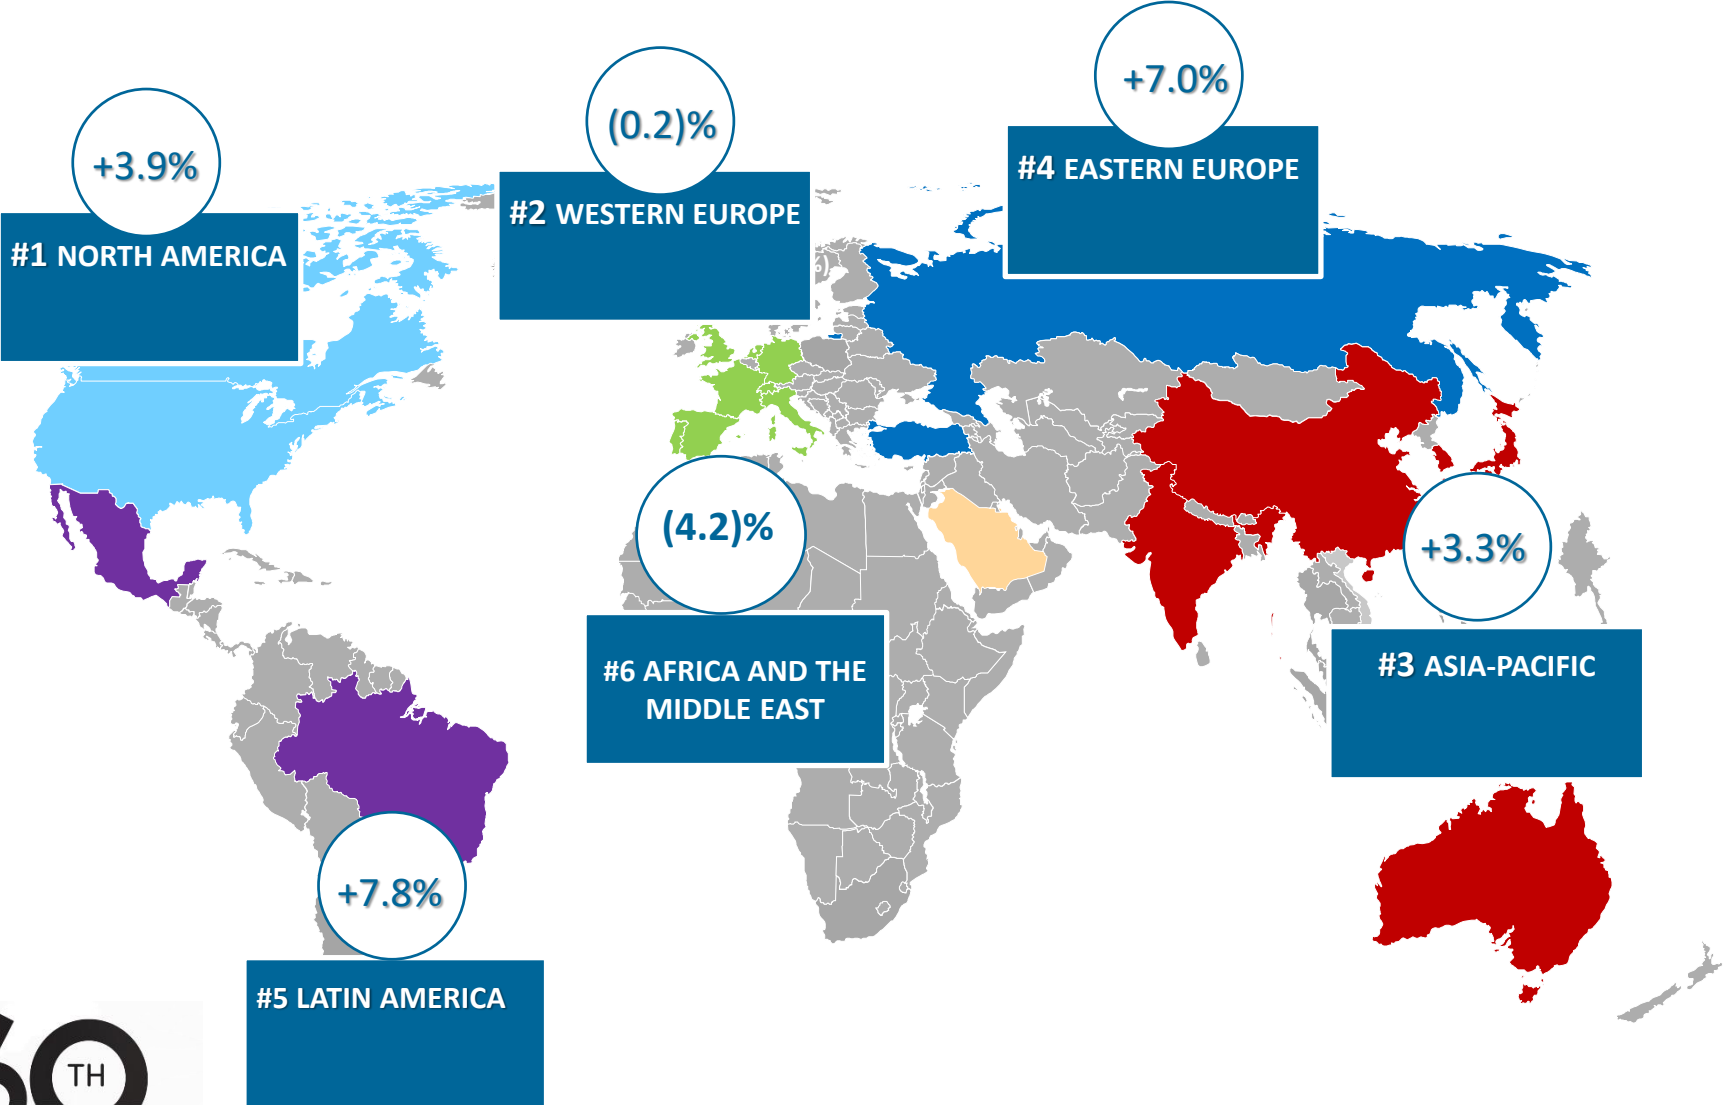 +7.0%
(0.2)%
+3.9%
#4 EASTERN EUROPE
#2 WESTERN EUROPE
#1 NORTH AMERICA
%)
(4.2)%
+3.3%
#6 AFRICA AND THE
MIDDLE EAST
#3 ASIA-PACIFIC
+7.8%
#5 LATIN AMERICA
60
TH